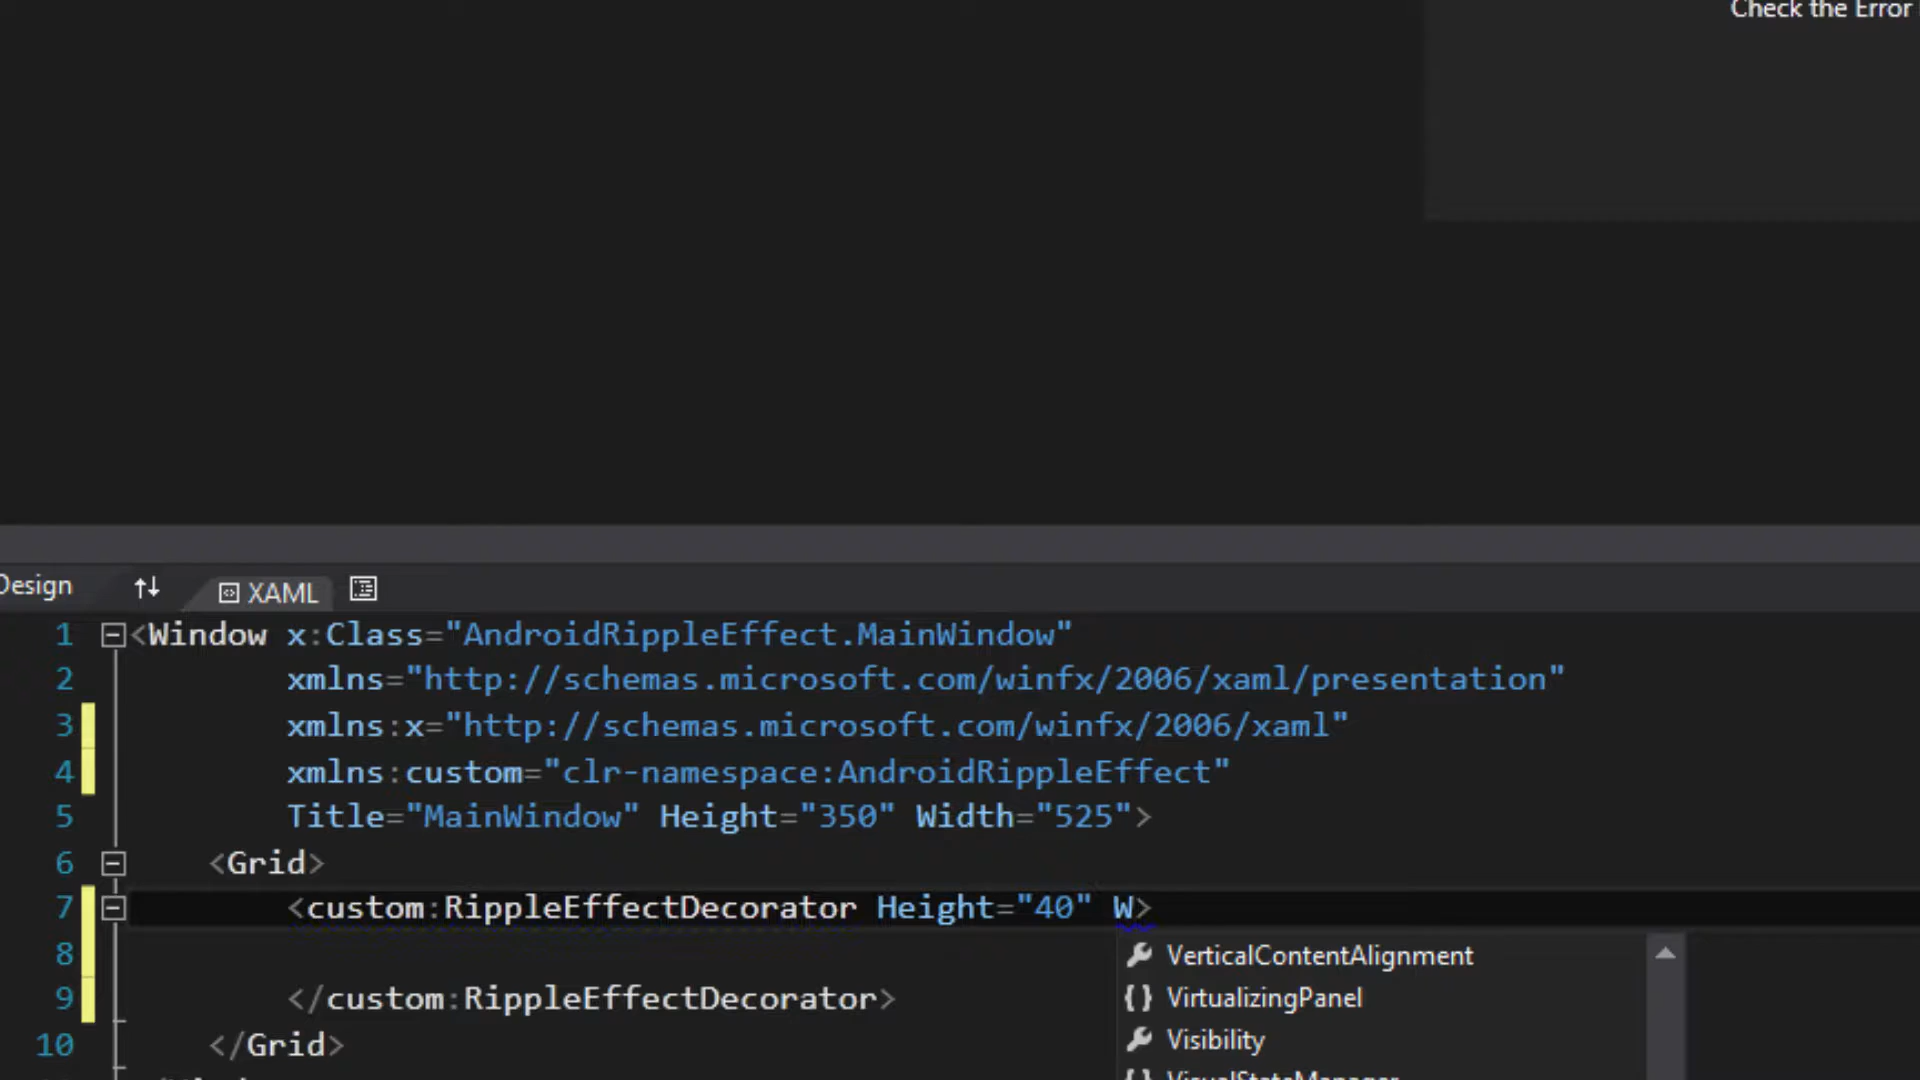 Check the Error
Design XAML
1 <Window x:Class="AndroidRippleEffect.MainWindow"
2 xmlns="http://schemas.microsoft.com/winfx/2006/xaml/presentation"
3 xmlns:x="http://schemas.microsoft.com/winfx/2006/xaml"
4 xmlns:custom="clr-namespace:AndroidRippleEffect"
5 Title="MainWindow" Height="350" Width="525">
6 <Grid>
7 <custom:RippleEffectDecorator Height="40" W>
8
VerticalContentAlignment
9 </custom:RippleEffectDecorator>
{} VirtualizingPanel
10 </Grid>
Visibility
{} VisualStateManager